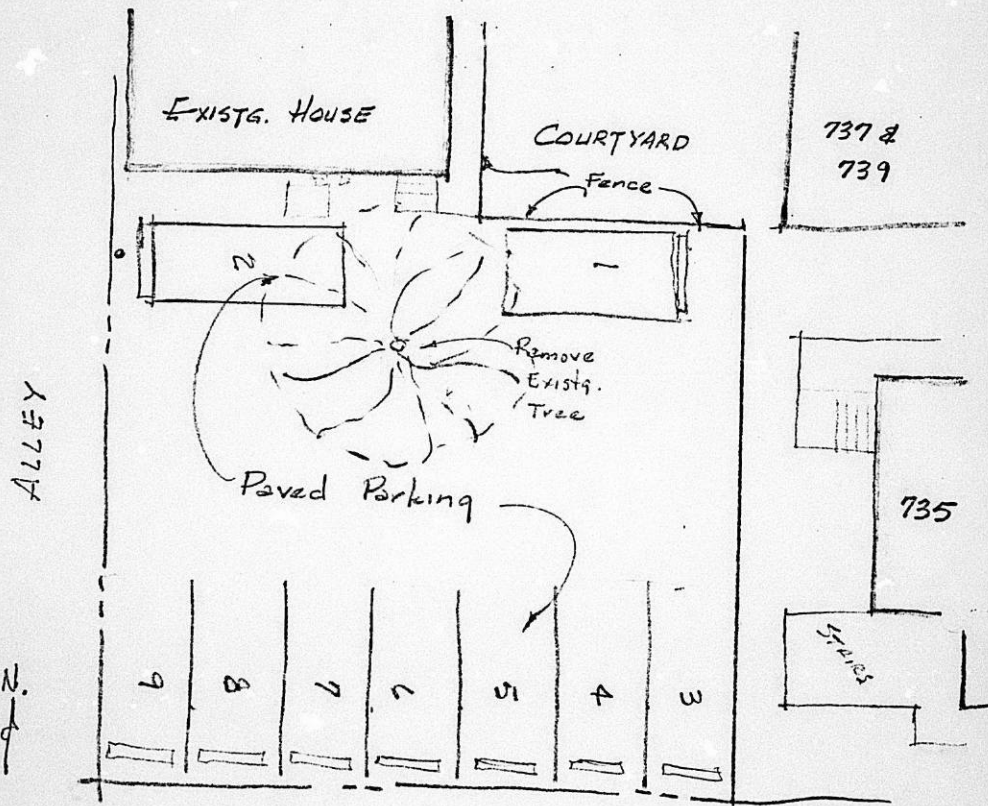 EXISTG. HOUSE
COURTYARD
737 &
739
Fence
2
1
Remove
Existg.
Tree
ALLEY
Paved Parking
735
STAIRS
N.
9
8
7
6
5
4
3